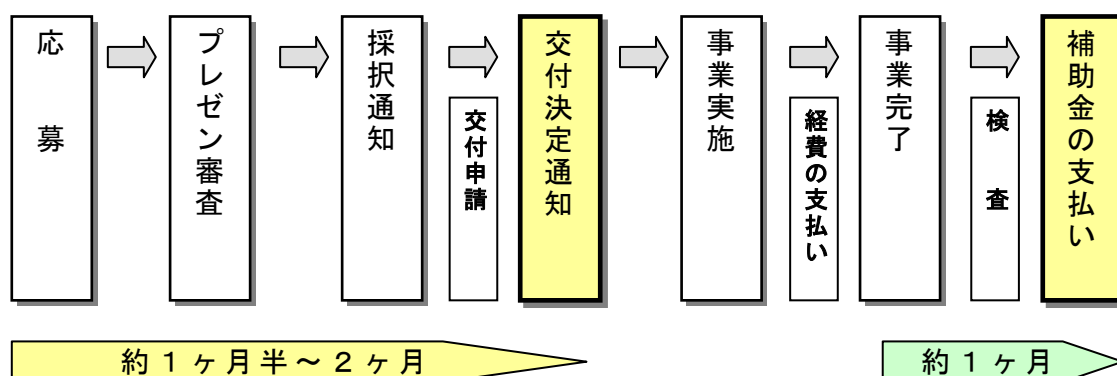 応募
プレゼン審査
採択通知
交付申請
交付決定通知
事業実施
経費の支払い
事業完了
検査
補助金の支払い
約１ヶ月半～２ヶ月
約１ヶ月